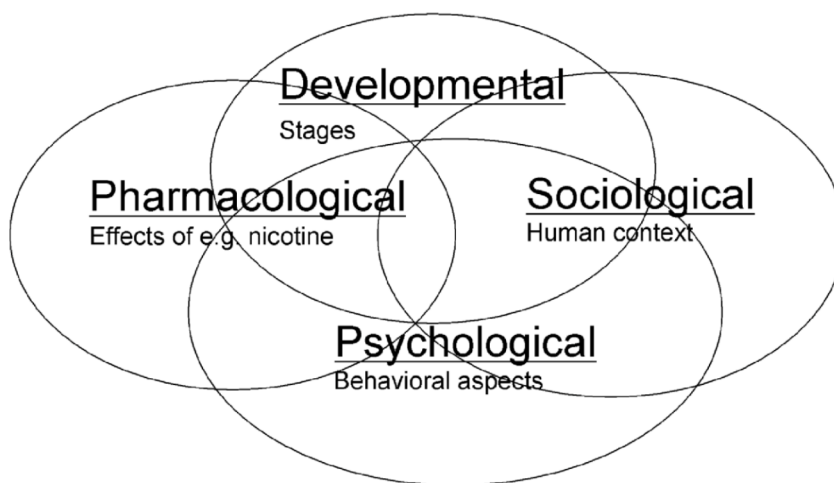 Developmental
Stages
Pharmacological
Effects of e.g. nicotine
Sociological
Human context
Psychological
Behavioral aspects